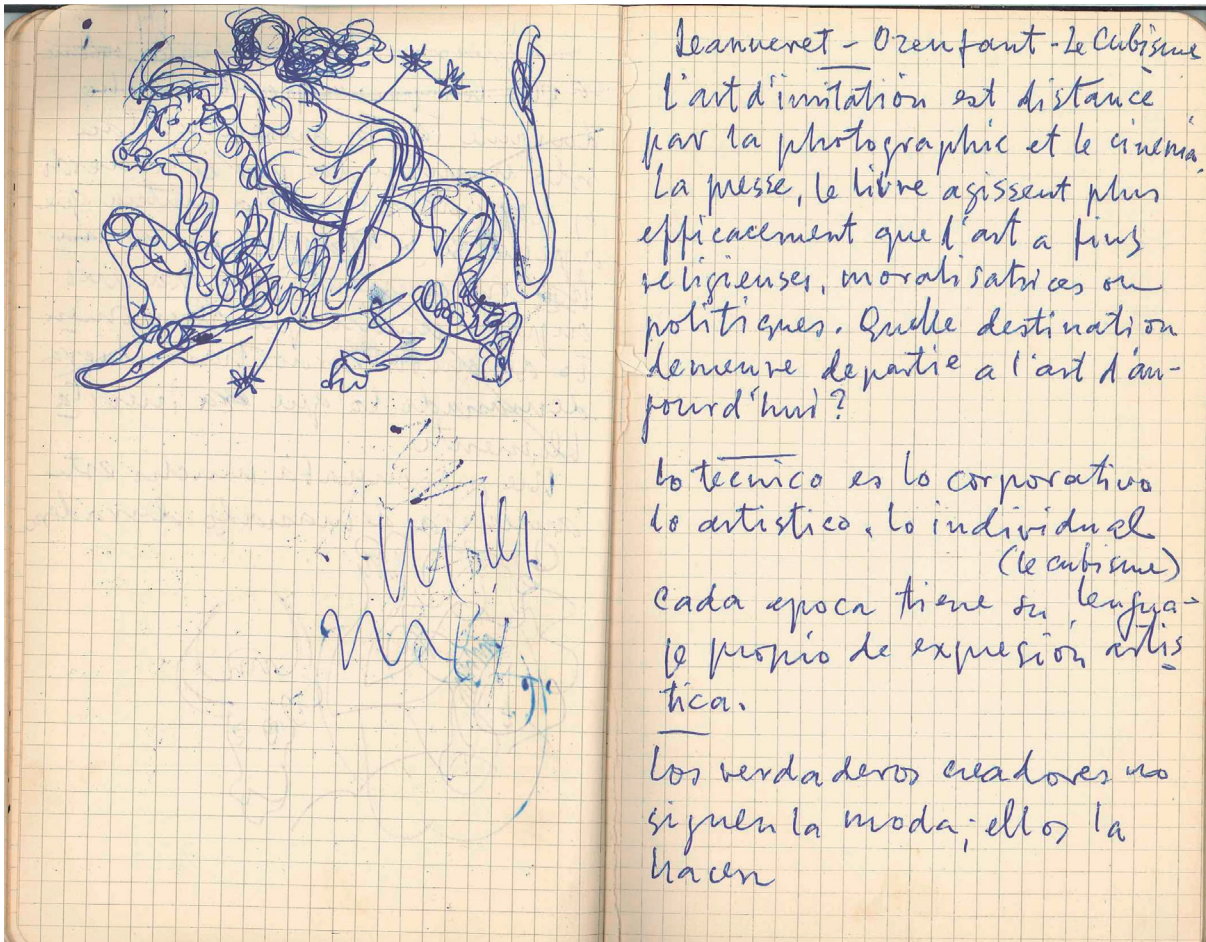 Jeanneret - Ozenfant - Le Cubisme
l'art d'imitation est distancé
par la photographie et le cinema.
La presse, le livre agissent plus
efficacement que l'art a fins
religieuses, moralisatrices ou
politiques. Quelle destination
demeure departie a l'art d'au-
jourd'hui?
lo tecnico es lo corporativo
lo artistico, lo individual
(le cubisme)
cada epoca tiene su lengua-
je propio de expresión artis
tica.
Los verdaderos creadores no
siguen la moda; ellos la
hacen